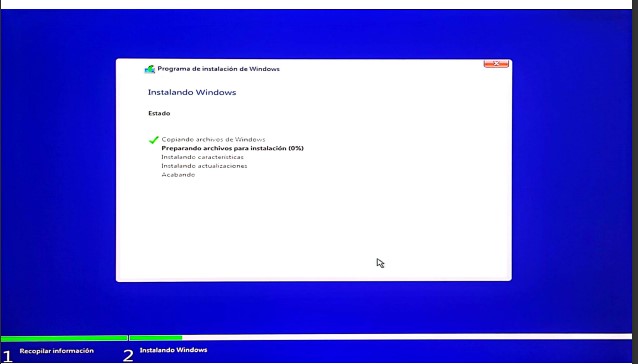 Programa de instalación de Windows
Instalando Windows
Estado
Copiando archivos de Windows
Preparando archivos para instalación (0%)
Instalando características
Instalando actualizaciones
Acabando
1 Recopilar información
2 Instalando Windows